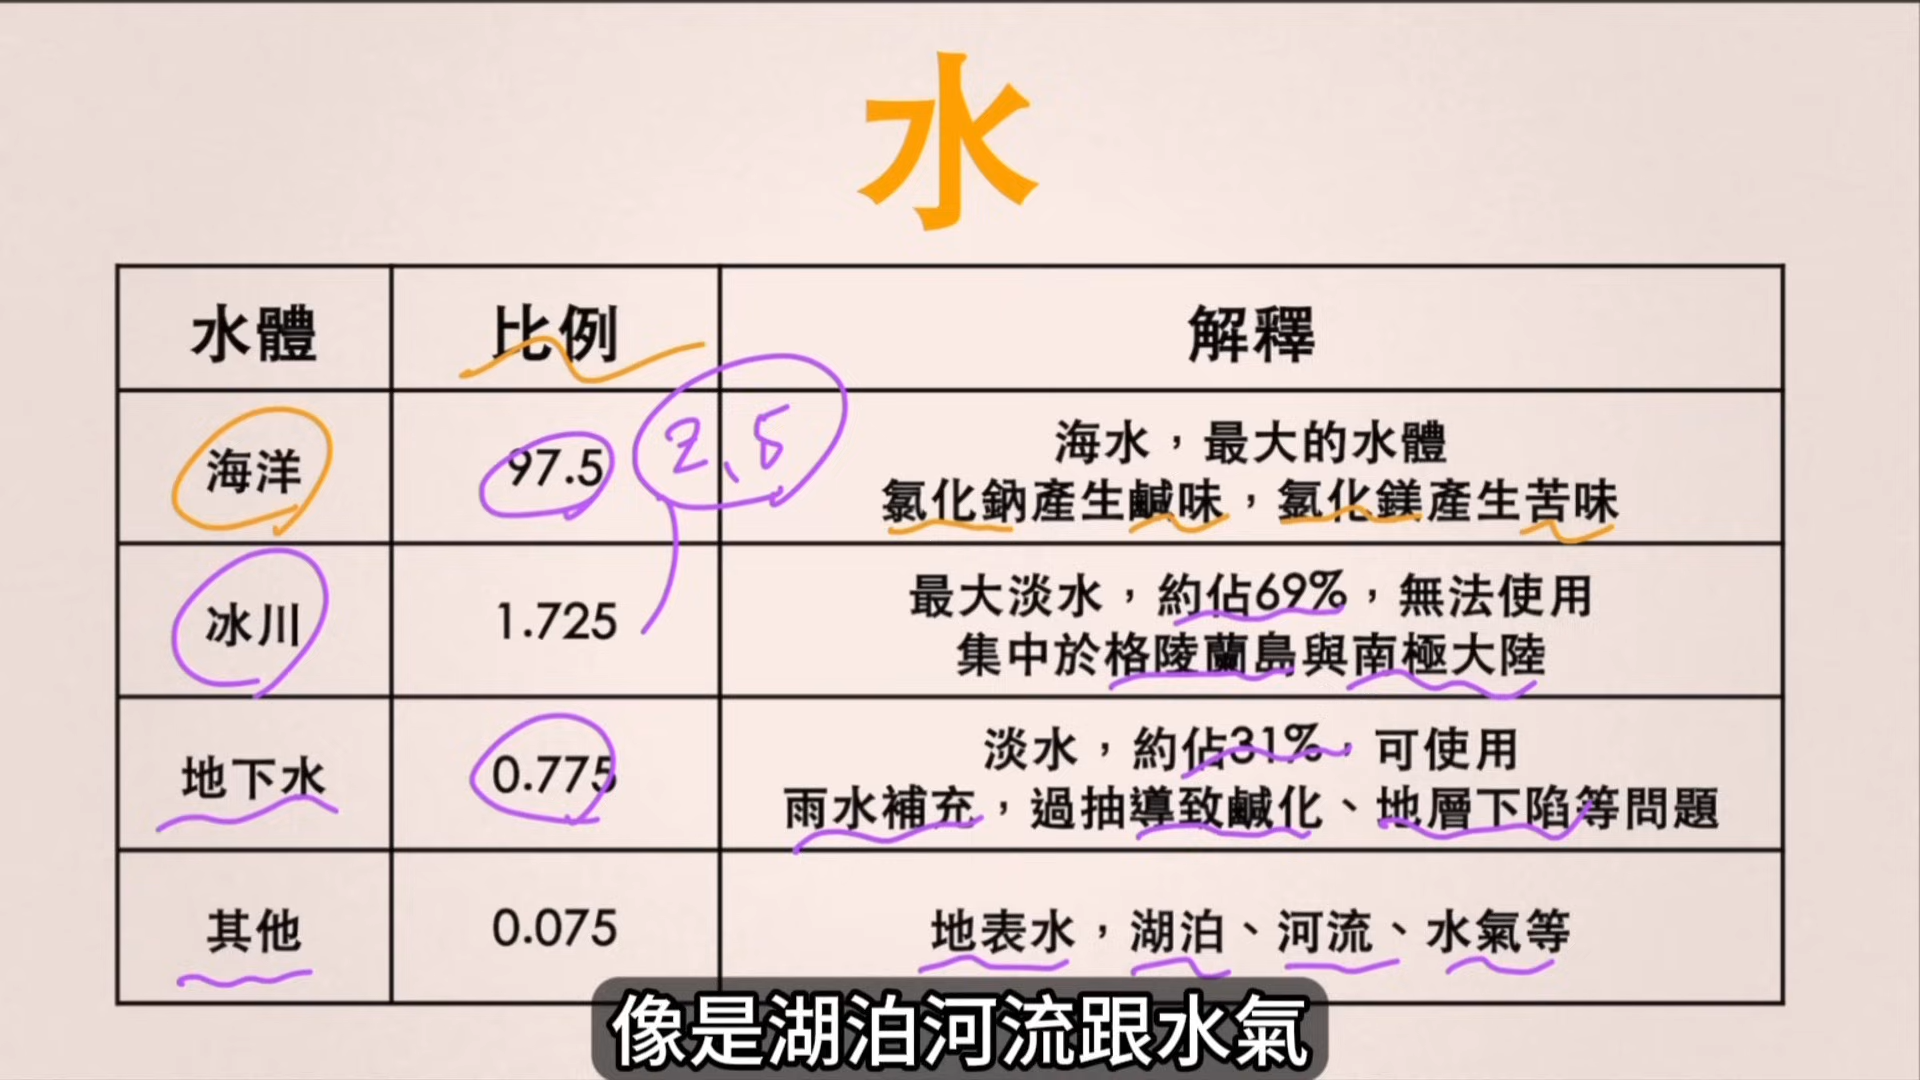 水
水體
比例
解釋
海洋
97.5
2.5
海水，最大的水體
氯化鈉產生鹹味，氯化鎂產生苦味
冰川
1.725
最大淡水，約佔69%，無法使用
集中於格陵蘭島與南極大陸
地下水
0.775
淡水，約佔31%，可使用
雨水補充，過抽導致鹹化、地層下陷等問題
其他
0.075
地表水，湖泊、河流、水氣等
像是湖泊河流跟水氣